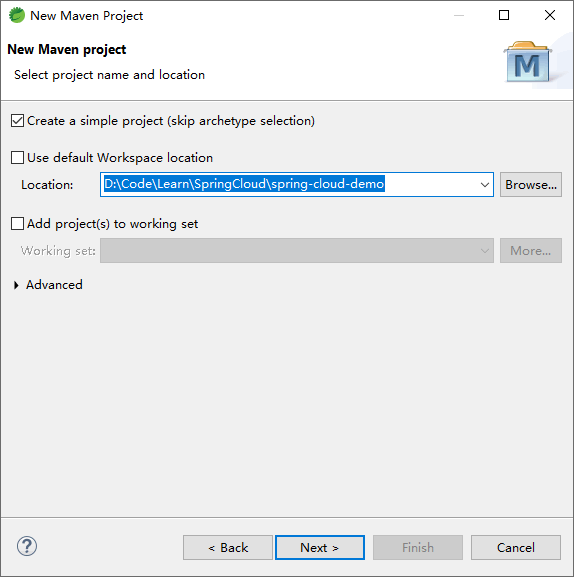 New Maven Project
New Maven project
Select project name and location
M
Create a simple project (skip archetype selection)
Use default Workspace location
Location: D:\Code\Learn\SpringCloud\spring-cloud-demo Browse...
Add project(s) to working set
Working set: More...
Advanced
? < Back Next > Finish Cancel